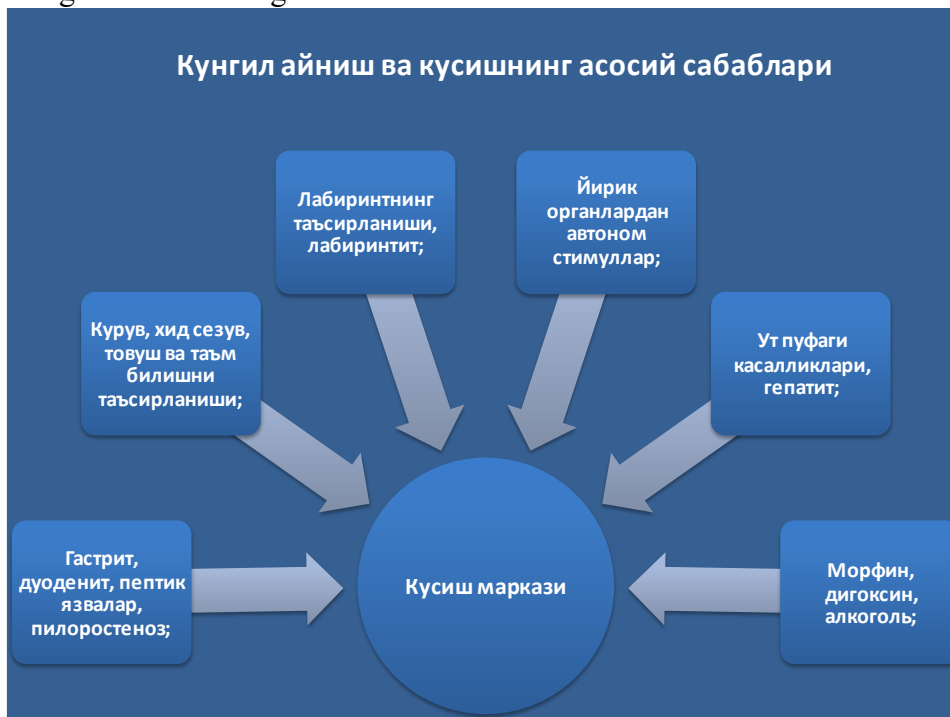 Кунгил айниш ва кусишнинг асосий сабаблари
Гастрит,
дуоденит, пептик
язвалар,
пилоростеноз;
Курув, хид сезув,
товуш ва таъм
билишни
таъсирланиши;
Лабиринтнинг
таъсирланиши,
лабиринтит;
Йирик
органлардан
автоном
стимуллар;
Ут пуфаги
касалликлари,
гепатит;
Морфин,
дигоксин,
алкоголь;
Кусиш маркази